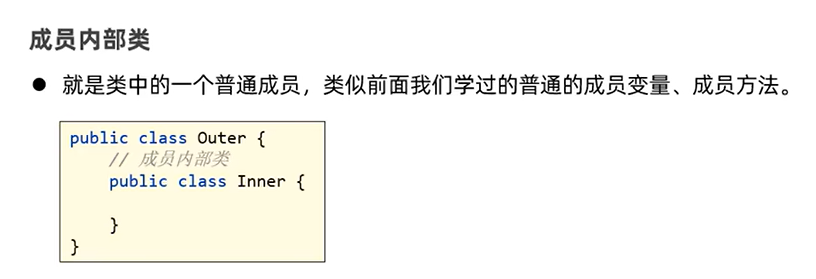 成员内部类
● 就是类中的一个普通成员，类似前面我们学过的普通的成员变量、成员方法。
public class Outer {
    // 成员内部类
    public class Inner {
    }
}